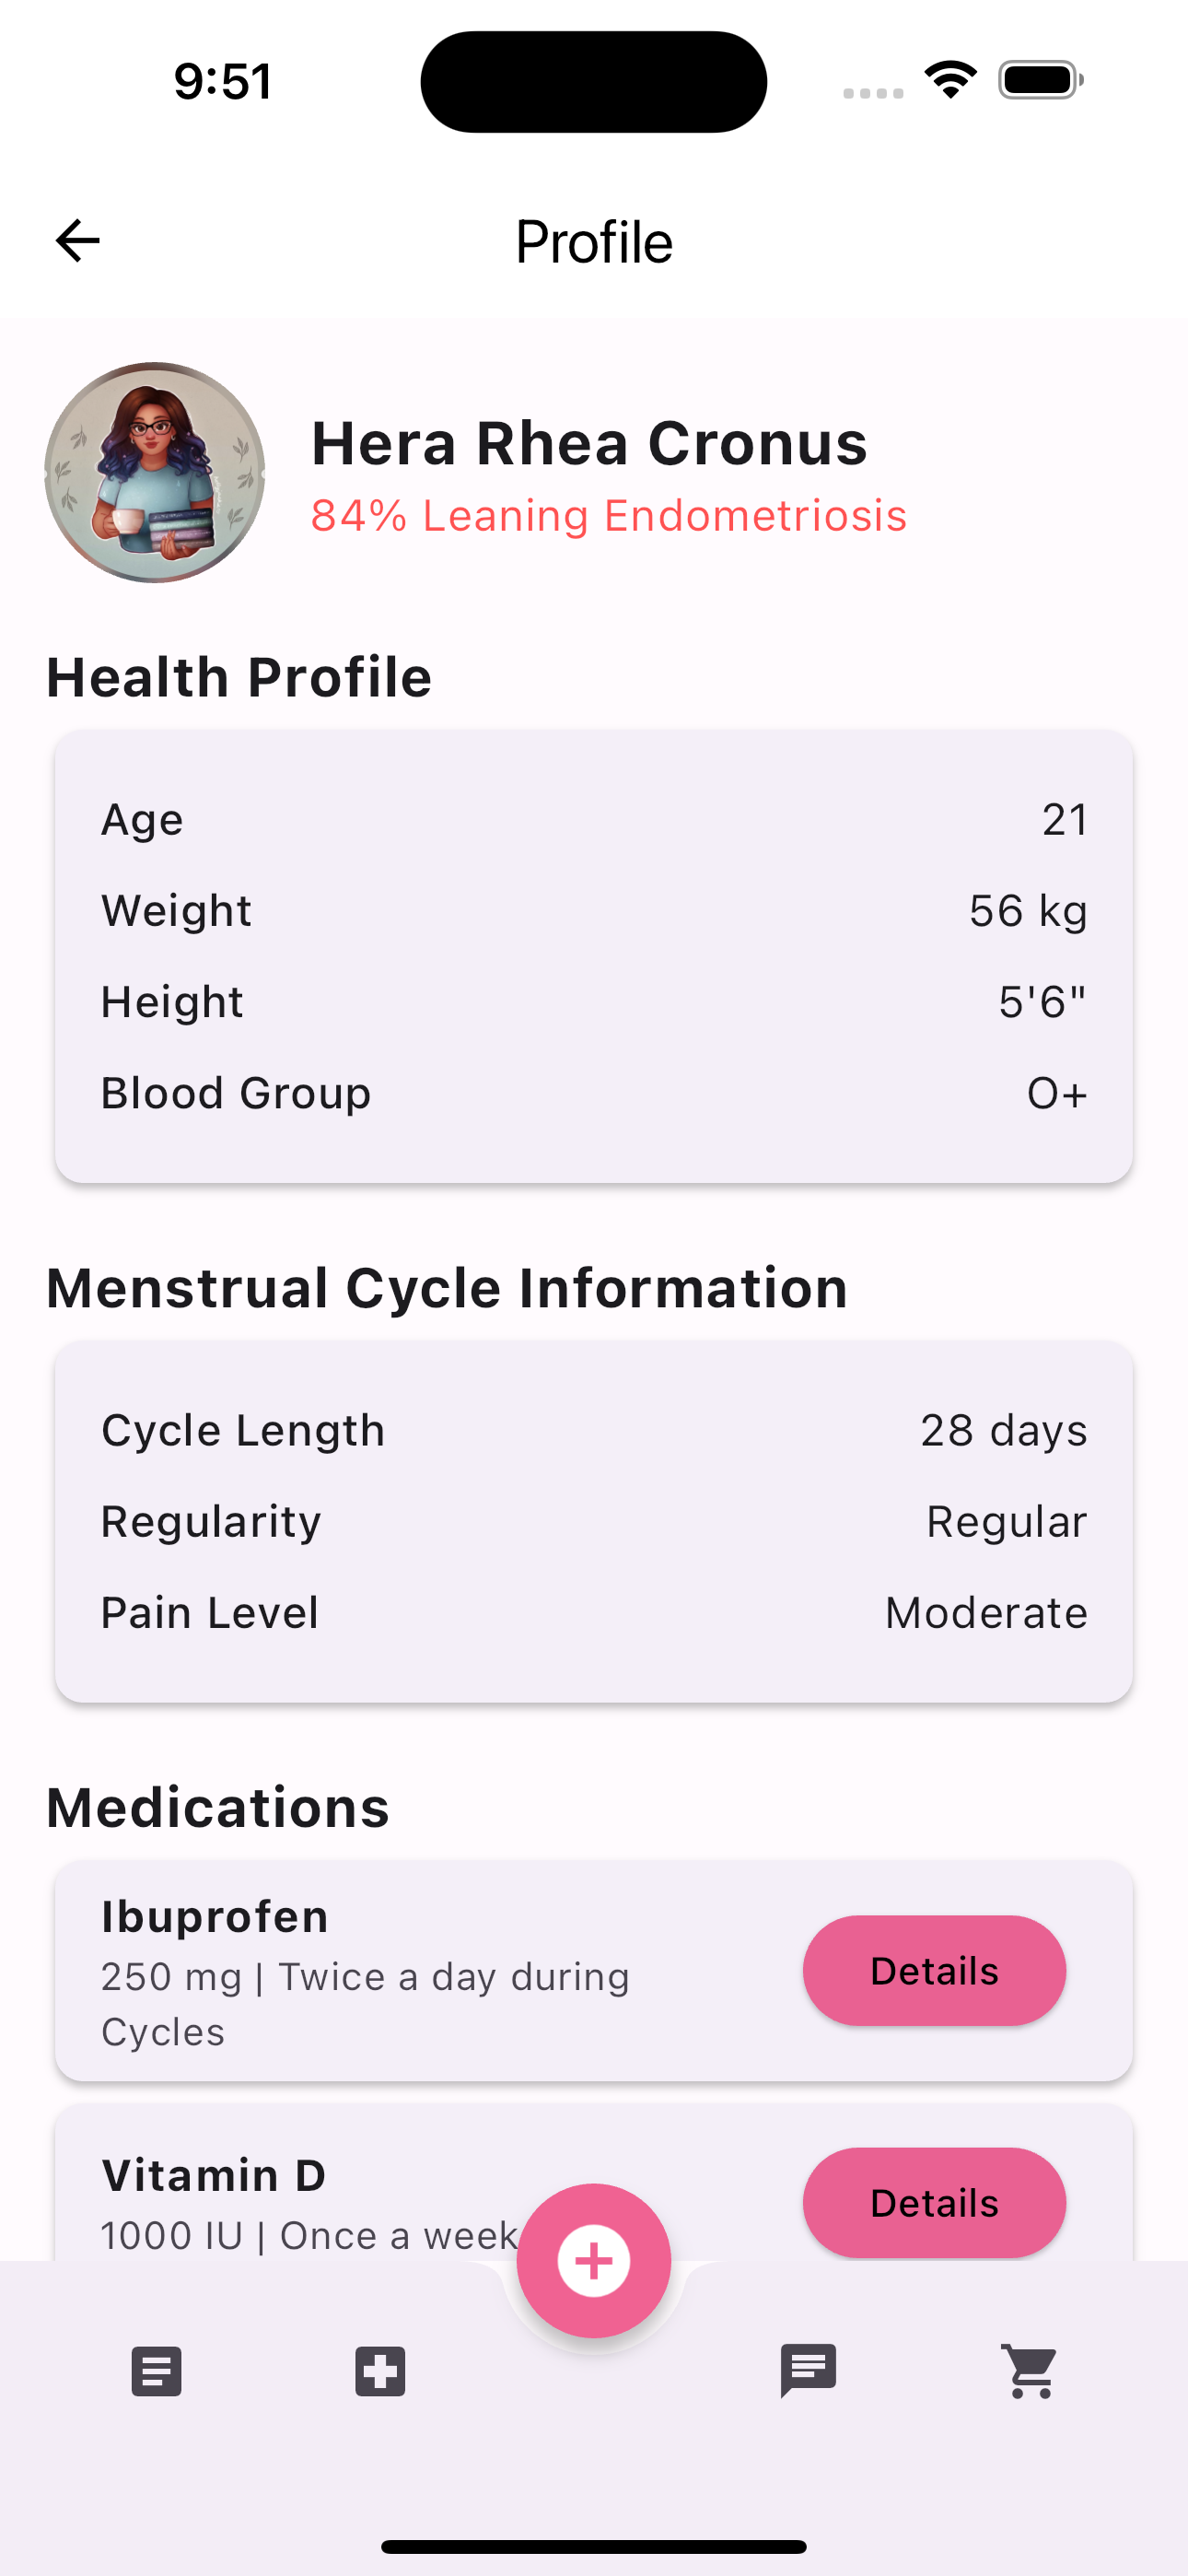 9:51
Profile
Hera Rhea Cronus
84% Leaning Endometriosis
Health Profile
Age 21
Weight 56 kg
Height 5'6"
Blood Group O+
Menstrual Cycle Information
Cycle Length 28 days
Regularity Regular
Pain Level Moderate
Medications
Ibuprofen
250 mg | Twice a day during
Cycles
Details
Vitamin D
1000 IU | Once a week
Details